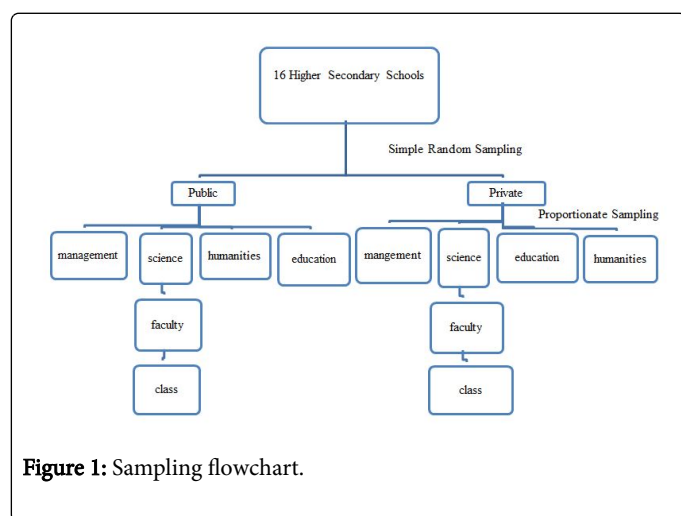 16 Higher Secondary Schools
Simple Random Sampling
Public
Private
Proportionate Sampling
management
science
humanities
education
mangement
science
education
humanities
faculty
faculty
class
class
Figure 1: Sampling flowchart.